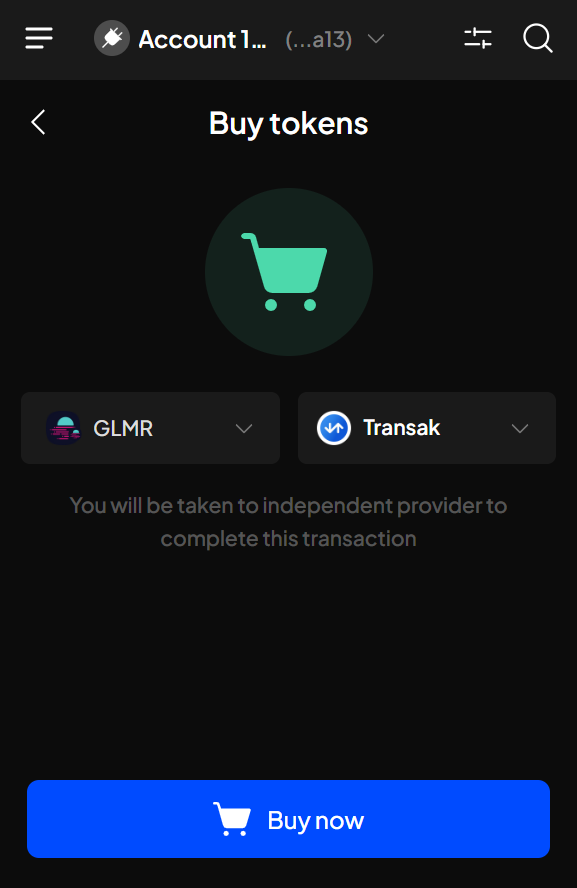 Account 1... (...a13)
Buy tokens
GLMR
Transak
You will be taken to independent provider to
complete this transaction
Buy now